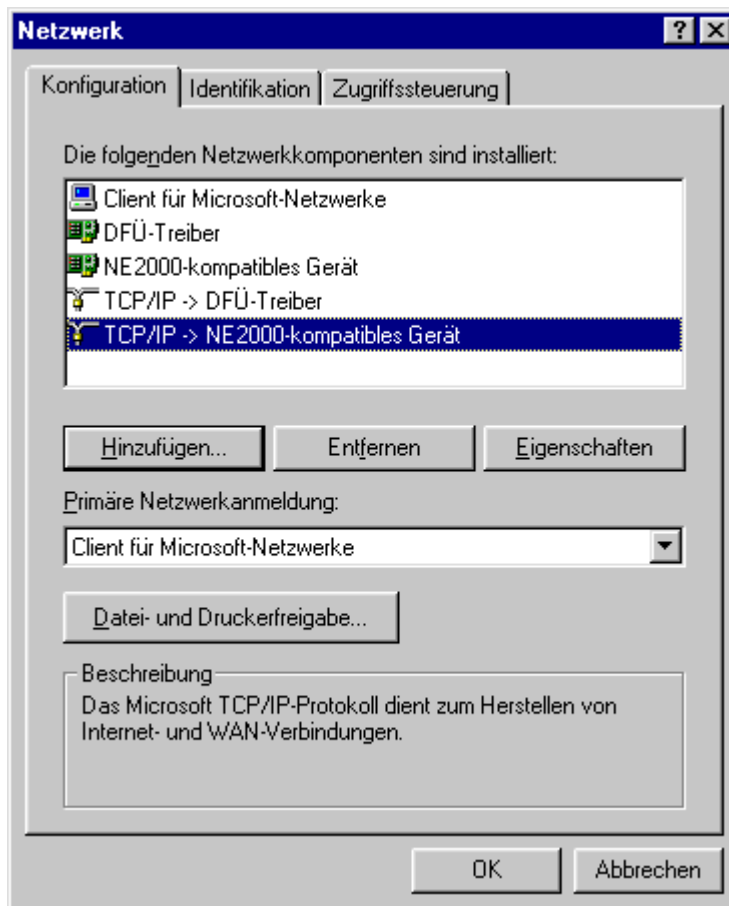 Netzwerk
Konfiguration
Identifikation
Zugriffssteuerung
Die folgenden Netzwerkkomponenten sind installiert:
Client für Microsoft-Netzwerke
DFÜ-Treiber
NE2000-kompatibles Gerät
TCP/IP -> DFÜ-Treiber
TCP/IP -> NE2000-kompatibles Gerät
Hinzufügen...
Entfernen
Eigenschaften
Primäre Netzwerkanmeldung:
Client für Microsoft-Netzwerke
Datei- und Druckerfreigabe...
Beschreibung
Das Microsoft TCP/IP-Protokoll dient zum Herstellen von
Internet- und WAN-Verbindungen.
OK
Abbrechen